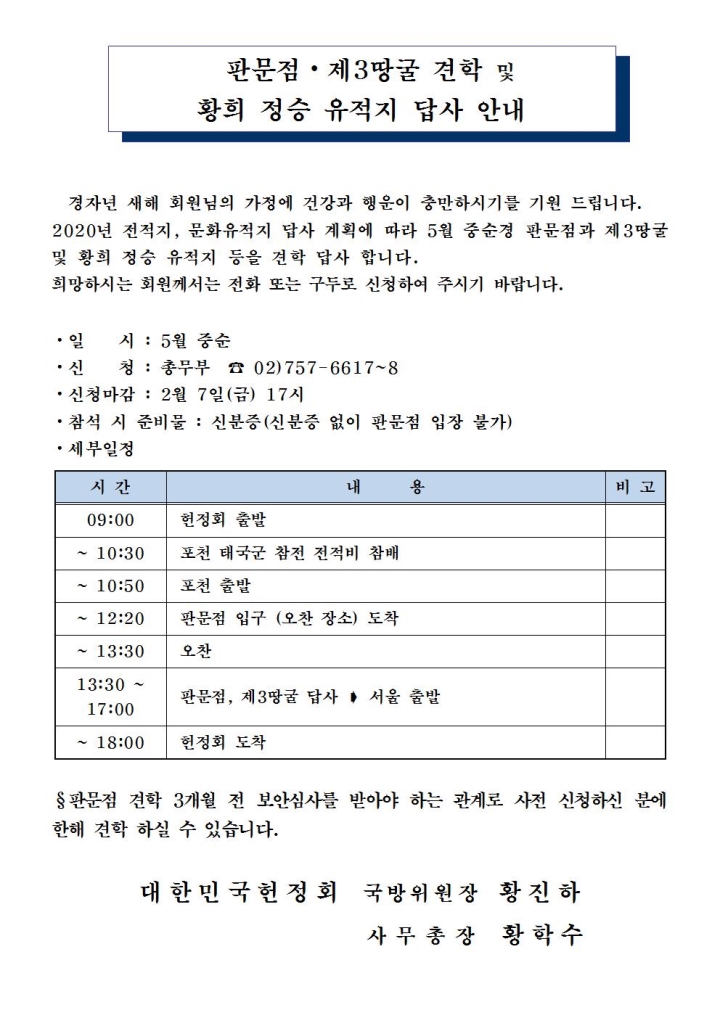 판문점·제3땅굴 견학 및
황희 정승 유적지 답사 안내
경자년 새해 회원님의 가정에 건강과 행운이 충만하시기를 기원 드립니다.
2020년 전적지, 문화유적지 답사 계획에 따라 5월 중순경 판문점과 제3땅굴
및 황희 정승 유적지 등을 견학 답사 합니다.
희망하시는 회원께서는 전화 또는 구두로 신청하여 주시기 바랍니다.
·일 시 : 5월 중순
·신 청 : 총무부 ☎ 02)757-6617~8
·신청마감 : 2월 7일(금) 17시
·참석 시 준비물 : 신분증(신분증 없이 판문점 입장 불가)
·세부일정
시 간 내 용 비 고
09:00 헌정회 출발
~ 10:30 포천 태국군 참전 전적비 참배
~ 10:50 포천 출발
~ 12:20 판문점 입구 (오찬 장소) 도착
~ 13:30 오찬
13:30 ~
17:00 판문점, 제3땅굴 답사 ➧ 서울 출발
~ 18:00 헌정회 도착
§판문점 견학 3개월 전 보안심사를 받아야 하는 관계로 사전 신청하신 분에
한해 견학 하실 수 있습니다.
대한민국헌정회 국방위원장 황진하
사무총장 황학수